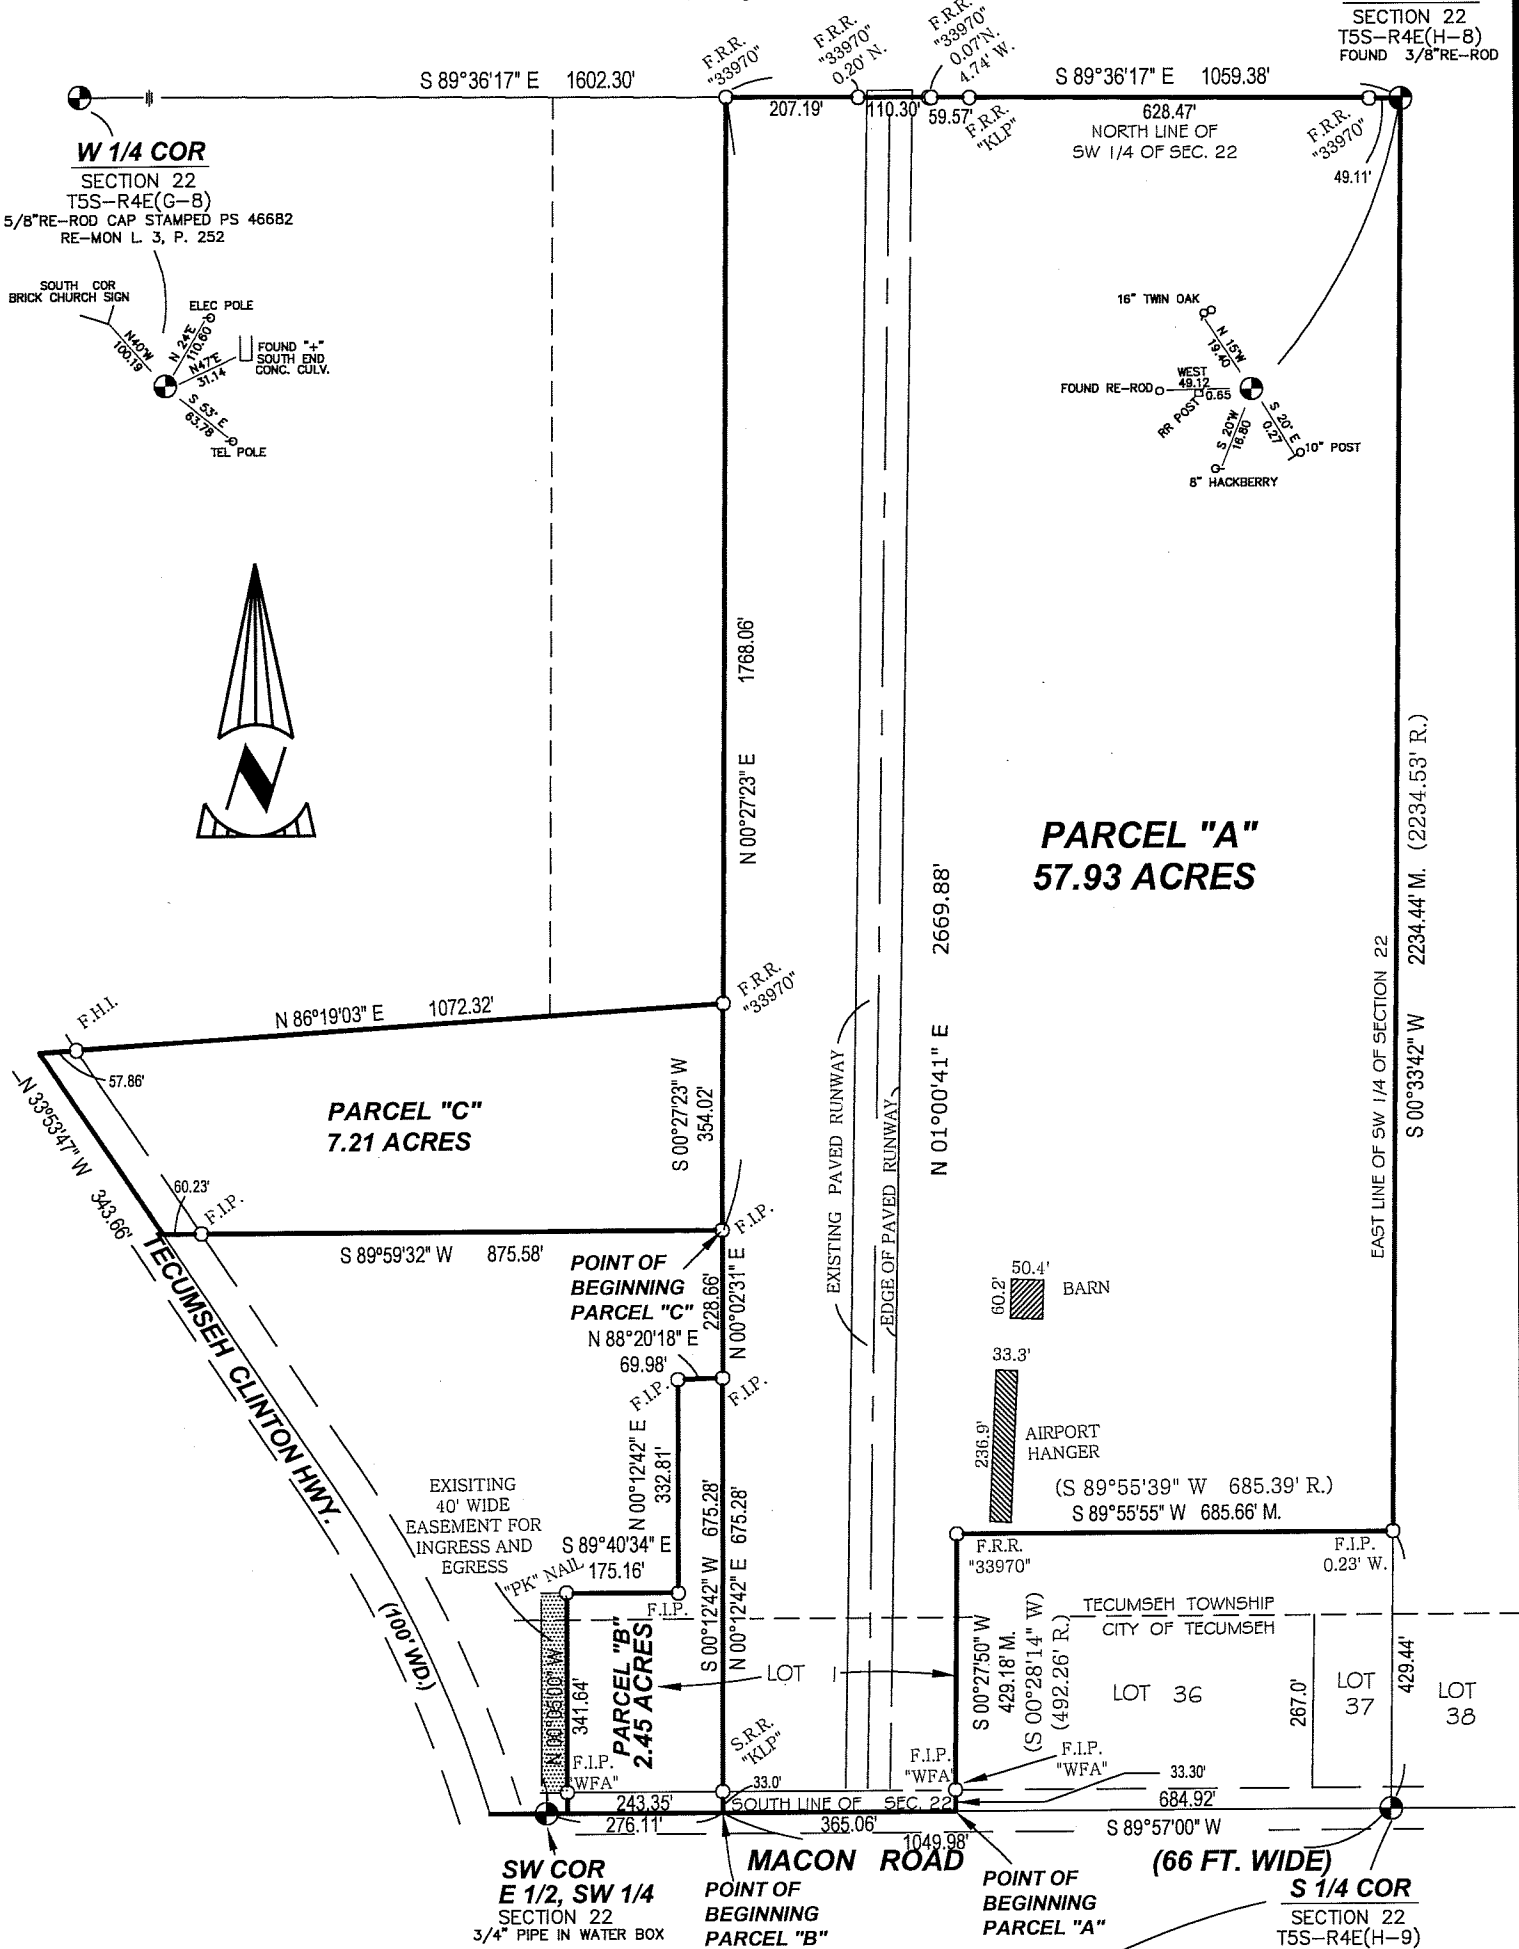 SECTION 22
T5S-R4E(H-8)
FOUND 3/8"RE-ROD
F.R.R.
"33970"
F.R.R.
"33970"
0.20' N.
F.R.R.
"33970"
0.07'N.
4.74' W.
S 89°36'17" E 1602.30'
S 89°36'17" E 1059.38'
207.19'
110.30'
59.57'
F.R.R.
"KLP"
628.47'
NORTH LINE OF
SW 1/4 OF SEC. 22
F.R.R.
"33970"
49.11'
W 1/4 COR
SECTION 22
T5S-R4E(G-8)
5/8"RE-ROD CAP STAMPED PS 46682
RE-MON L. 3, P. 252
SOUTH COR
BRICK CHURCH SIGN
ELEC POLE
N40°W
100.19
N 24°E
110.60
N47°E
31.14
FOUND "+"
SOUTH END
CONC. CULV.
S 53° E
63.78
TEL POLE
16" TWIN OAK
N 15°W
19.40
FOUND RE-ROD
WEST
49.12
0.65
RR POST
S 20°W
16.80
S 20° E
0.27
10" POST
8" HACKBERRY
N
1768.06'
N 00°27'23" E
PARCEL "A"
57.93 ACRES
N 01°00'41" E 2669.88'
EAST LINE OF SW 1/4 OF SECTION 22
S 00°33'42" W 2234.44' M. (2234.53' R.)
EXISTING PAVED RUNWAY
EDGE OF PAVED RUNWAY
F.H.I.
N 86°19'03" E 1072.32'
F.R.R.
"33970"
57.86'
N 33°53'47" W 343.66'
PARCEL "C"
7.21 ACRES
S 00°27'23" W
354.02'
60.23'
F.I.P.
F.I.P.
S 89°59'32" W 875.58'
POINT OF
BEGINNING
PARCEL "C"
228.66'
N 00°02'31" E
N 88°20'18" E
69.98'
F.I.P.
F.I.P.
50.4'
60.2'
BARN
33.3'
236.9'
AIRPORT
HANGER
TECUMSEH CLINTON HWY.
(100' WD.)
EXISITING
40' WIDE
EASEMENT FOR
INGRESS AND
EGRESS
N 00°12'42" E
332.81'
S 89°40'34" E
175.16'
"PK" NAIL
F.I.P.
S 00°12'42" W 675.28'
N 00°12'42" E 675.28'
(S 89°55'39" W 685.39' R.)
S 89°55'55" W 685.66' M.
F.R.R.
"33970"
F.I.P.
0.23' W.
TECUMSEH TOWNSHIP
CITY OF TECUMSEH
S 00°27'50" W
429.18' M.
(S 00°28'14" W)
(492.26' R.)
LOT 1
LOT 36
267.0'
LOT
37
429.44'
LOT
38
341.64'
PARCEL "B"
2.45 ACRES
F.I.P.
"WFA"
S.R.R.
"KLP"
33.0'
F.I.P.
"WFA"
F.I.P.
"WFA"
33.30'
243.35'
SOUTH LINE OF SEC. 22
684.92'
276.11'
365.06'
1049.98'
S 89°57'00" W
MACON ROAD (66 FT. WIDE)
SW COR
E 1/2, SW 1/4
SECTION 22
3/4" PIPE IN WATER BOX
POINT OF
BEGINNING
PARCEL "B"
POINT OF
BEGINNING
PARCEL "A"
S 1/4 COR
SECTION 22
T5S-R4E(H-9)